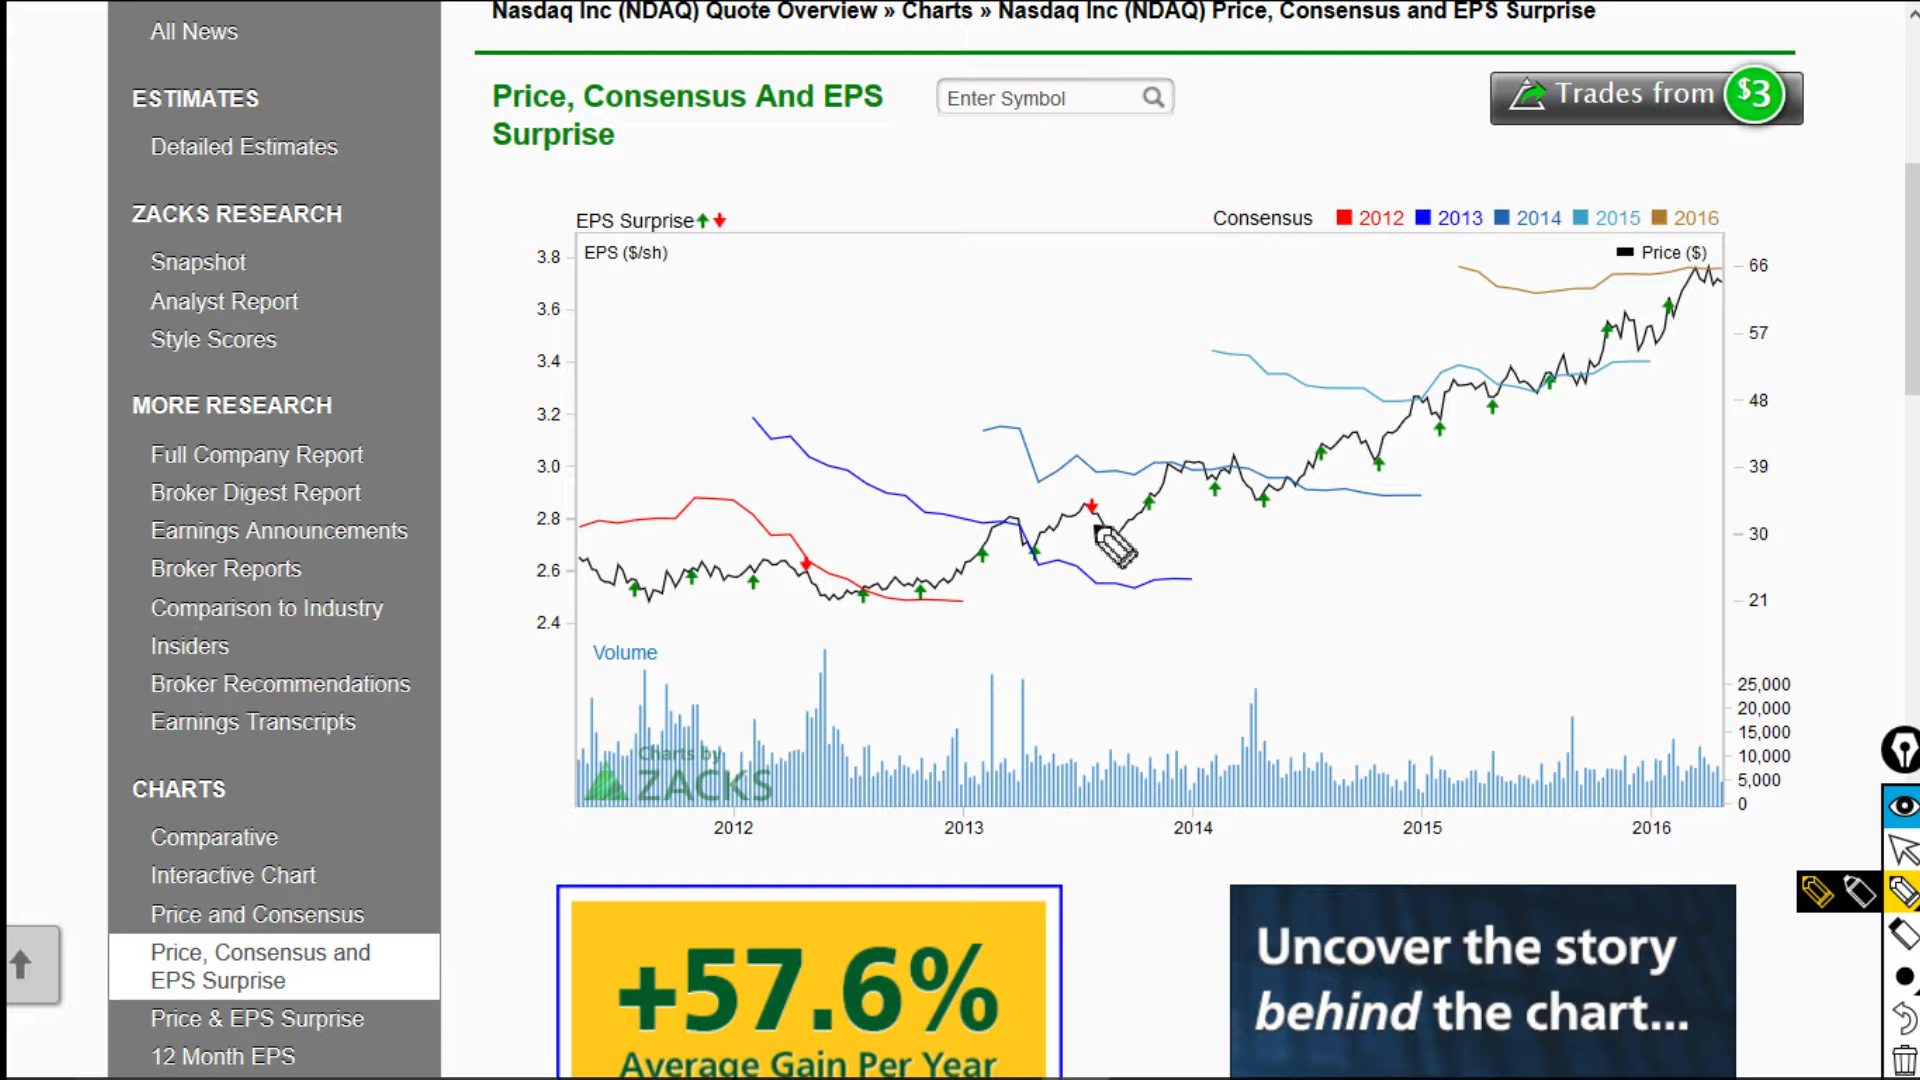 Nasdaq Inc (NDAQ) Quote Overview » Charts » Nasdaq Inc (NDAQ) Price, Consensus and EPS Surprise
All News
ESTIMATES
Detailed Estimates
ZACKS RESEARCH
Snapshot
Analyst Report
Style Scores
MORE RESEARCH
Full Company Report
Broker Digest Report
Earnings Announcements
Broker Reports
Comparison to Industry
Insiders
Broker Recommendations
Earnings Transcripts
CHARTS
Comparative
Interactive Chart
Price and Consensus
Price, Consensus and
EPS Surprise
Price & EPS Surprise
12 Month EPS
Price, Consensus And EPS
Surprise
Enter Symbol
Trades from $3
EPS Surprise
Consensus 2012 2013 2014 2015 2016
EPS ($/sh)
Price ($)
3.8
3.6
3.4
3.2
3.0
2.8
2.6
2.4
66
57
48
39
30
21
Volume
25,000
20,000
15,000
10,000
5,000
0
Charts by
ZACKS
2012 2013 2014 2015 2016
+57.6%
Average Gain Per Year
Uncover the story
behind the chart...